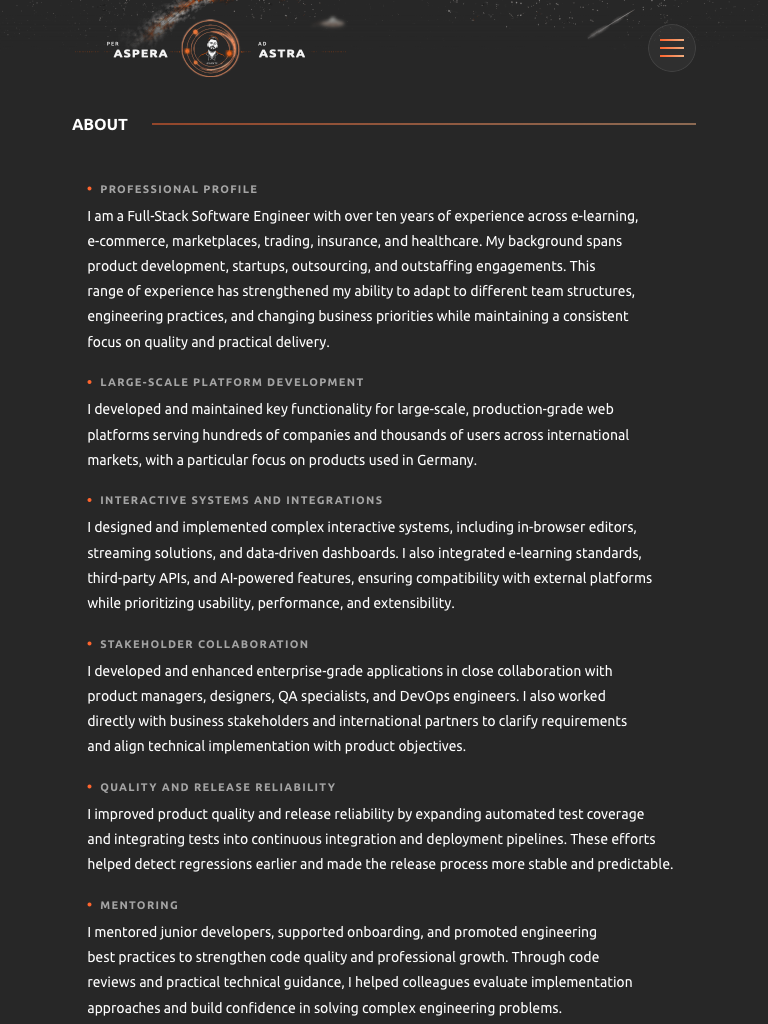 PER
ASPERA
AD
ASTRA
ABOUT
PROFESSIONAL PROFILE
I am a Full-Stack Software Engineer with over ten years of experience across e-learning,
e-commerce, marketplaces, trading, insurance, and healthcare. My background spans
product development, startups, outsourcing, and outstaffing engagements. This
range of experience has strengthened my ability to adapt to different team structures,
engineering practices, and changing business priorities while maintaining a consistent
focus on quality and practical delivery.
LARGE-SCALE PLATFORM DEVELOPMENT
I developed and maintained key functionality for large-scale, production-grade web
platforms serving hundreds of companies and thousands of users across international
markets, with a particular focus on products used in Germany.
INTERACTIVE SYSTEMS AND INTEGRATIONS
I designed and implemented complex interactive systems, including in-browser editors,
streaming solutions, and data-driven dashboards. I also integrated e-learning standards,
third-party APIs, and AI-powered features, ensuring compatibility with external platforms
while prioritizing usability, performance, and extensibility.
STAKEHOLDER COLLABORATION
I developed and enhanced enterprise-grade applications in close collaboration with
product managers, designers, QA specialists, and DevOps engineers. I also worked
directly with business stakeholders and international partners to clarify requirements
and align technical implementation with product objectives.
QUALITY AND RELEASE RELIABILITY
I improved product quality and release reliability by expanding automated test coverage
and integrating tests into continuous integration and deployment pipelines. These efforts
helped detect regressions earlier and made the release process more stable and predictable.
MENTORING
I mentored junior developers, supported onboarding, and promoted engineering
best practices to strengthen code quality and professional growth. Through code
reviews and practical technical guidance, I helped colleagues evaluate implementation
approaches and build confidence in solving complex engineering problems.